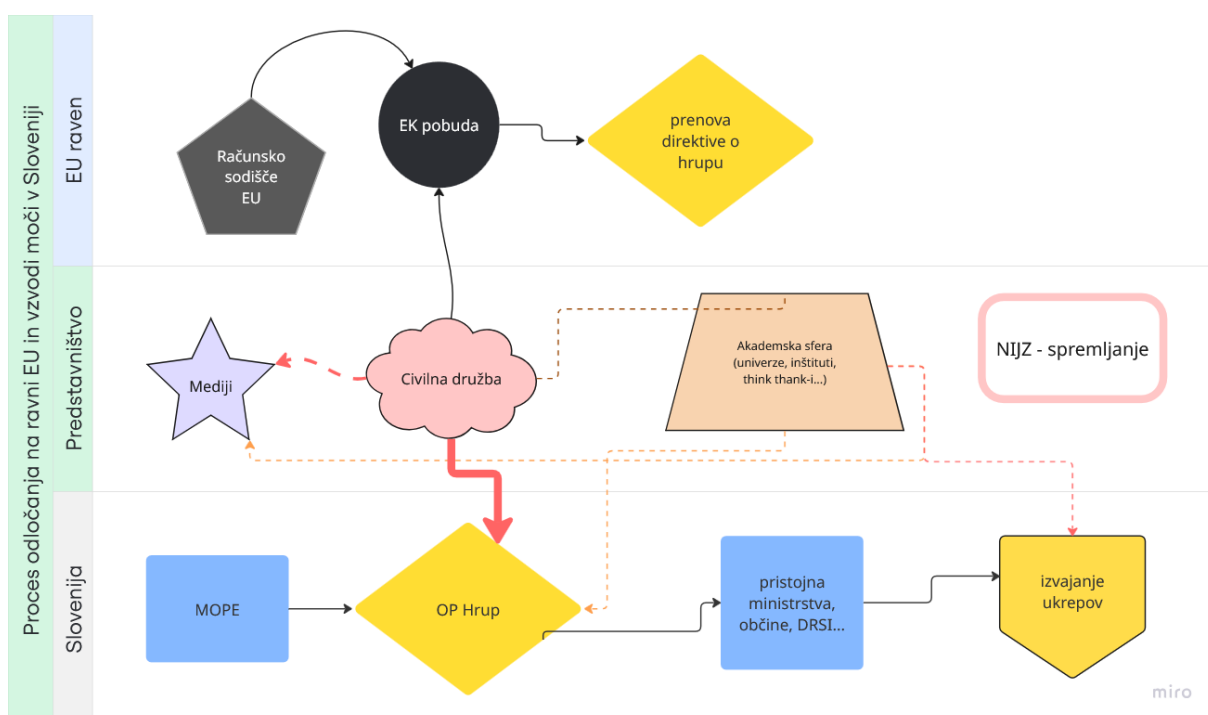 Proces odločanja na ravni EU in vzvodi moči v Sloveniji
EU raven
Računsko
sodišče
EU
EK pobuda
prenova
direktive o
hrupu
Predstavništvo
Mediji
Civilna družba
Akademska sfera
(univerze, inštituti,
think thank-i...)
NIJZ - spremljanje
Slovenija
MOPE
OP Hrup
pristojna
ministrstva,
občine, DRSI...
izvajanje
ukrepov
miro